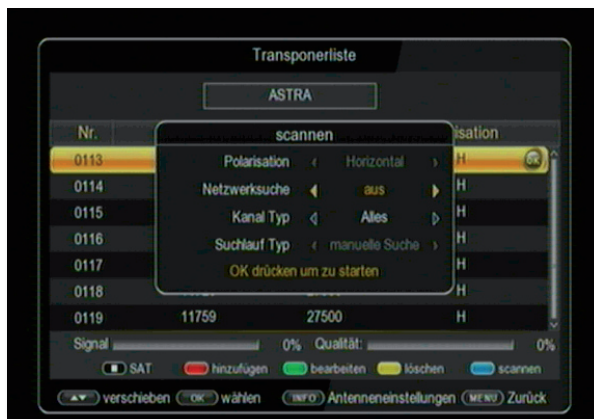 Transponerliste
ASTRA
Nr. isation
scannen
0113 Polarisation Horizontal H OK
0114 Netzwerksuche aus H
0115 Kanal Typ Alles H
0116 Suchlauf Typ manuelle Suche H
0117 OK drücken um zu starten H
0118 H
0119 11759 27500 H
Signal 0% Qualität: 0%
SAT hinzufügen bearbeiten löschen scannen
verschieben OK wählen INFO Antenneneinstellungen MENU Zurück